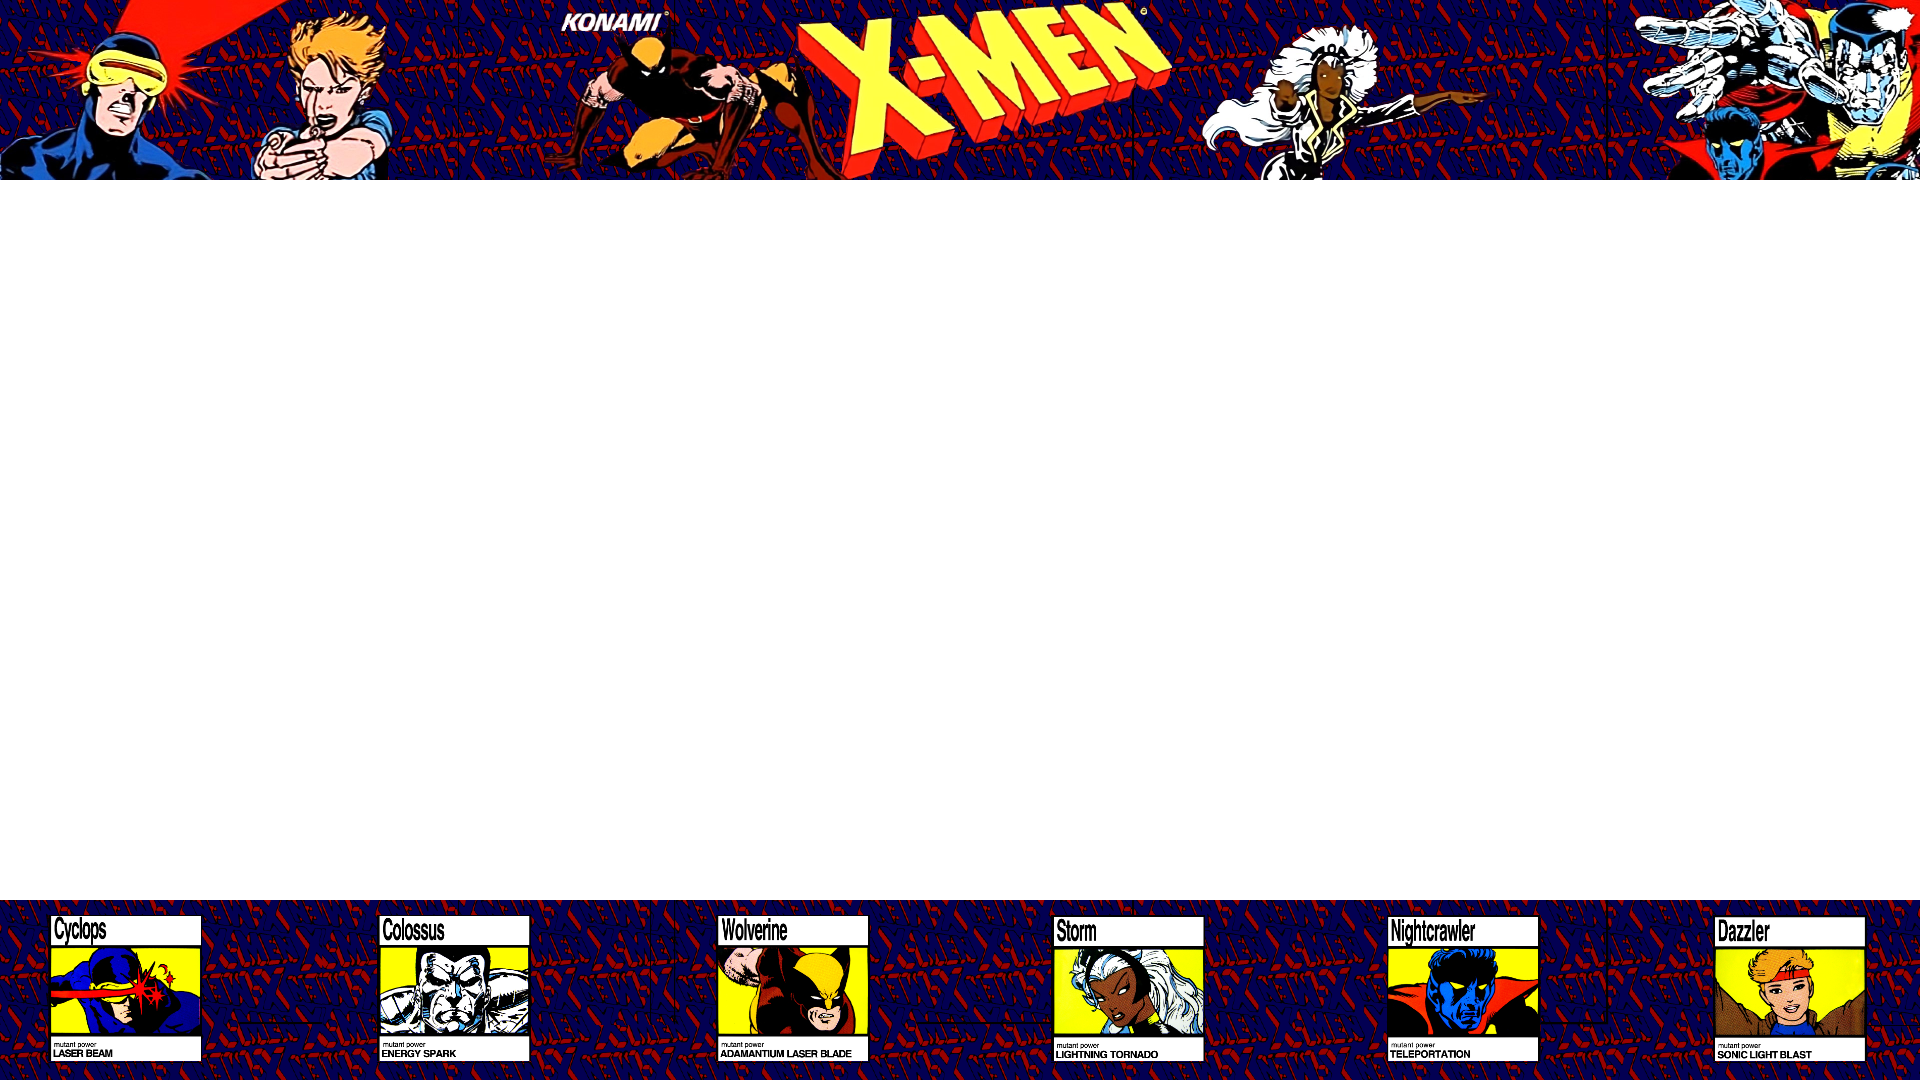 KONAMI
X-MEN
Cyclops
mutant power
LASER BEAM
Colossus
mutant power
ENERGY SPARK
Wolverine
mutant power
ADAMANTIUM LASER BLADE
Storm
mutant power
LIGHTNING TORNADO
Nightcrawler
mutant power
TELEPORTATION
Dazzler
mutant power
SONIC LIGHT BLAST